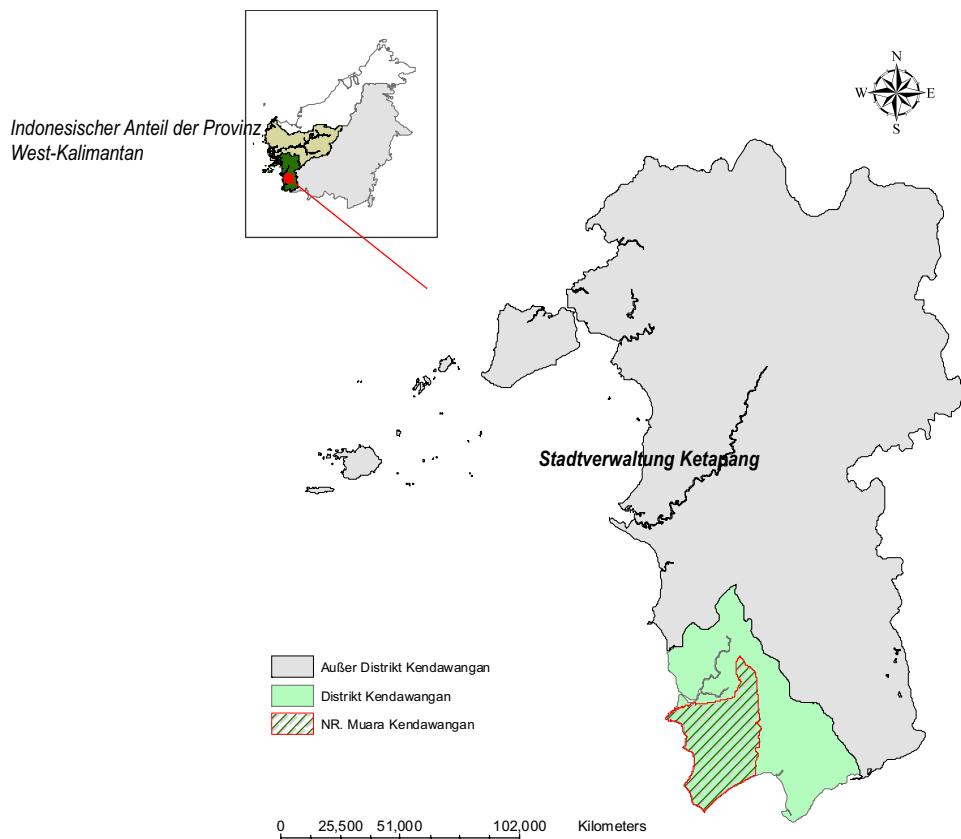 Indonesischer Anteil der Provinz
West-Kalimantan
N
W E
S
Stadtverwaltung Ketapang
Außer Distrikt Kendawangan
Distrikt Kendawangan
NR. Muara Kendawangan
0 25,500 51,000 102,000 Kilometers